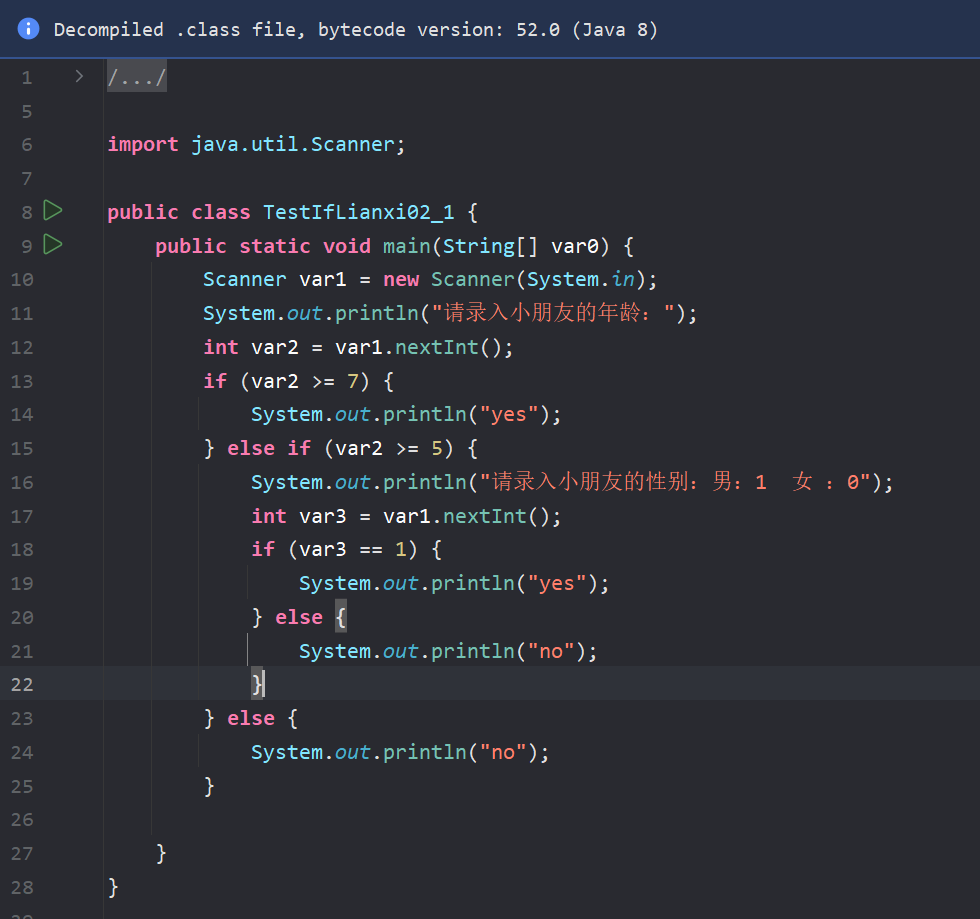 Decompiled .class file, bytecode version: 52.0 (Java 8)
1 /.../
5
6 import java.util.Scanner;
7
8 public class TestIfLianxi02_1 {
9 public static void main(String[] var0) {
10 Scanner var1 = new Scanner(System.in);
11 System.out.println("请录入小朋友的年龄：");
12 int var2 = var1.nextInt();
13 if (var2 >= 7) {
14 System.out.println("yes");
15 } else if (var2 >= 5) {
16 System.out.println("请录入小朋友的性别：男：1  女 ：0");
17 int var3 = var1.nextInt();
18 if (var3 == 1) {
19 System.out.println("yes");
20 } else {
21 System.out.println("no");
22 }
23 } else {
24 System.out.println("no");
25 }
26
27 }
28 }